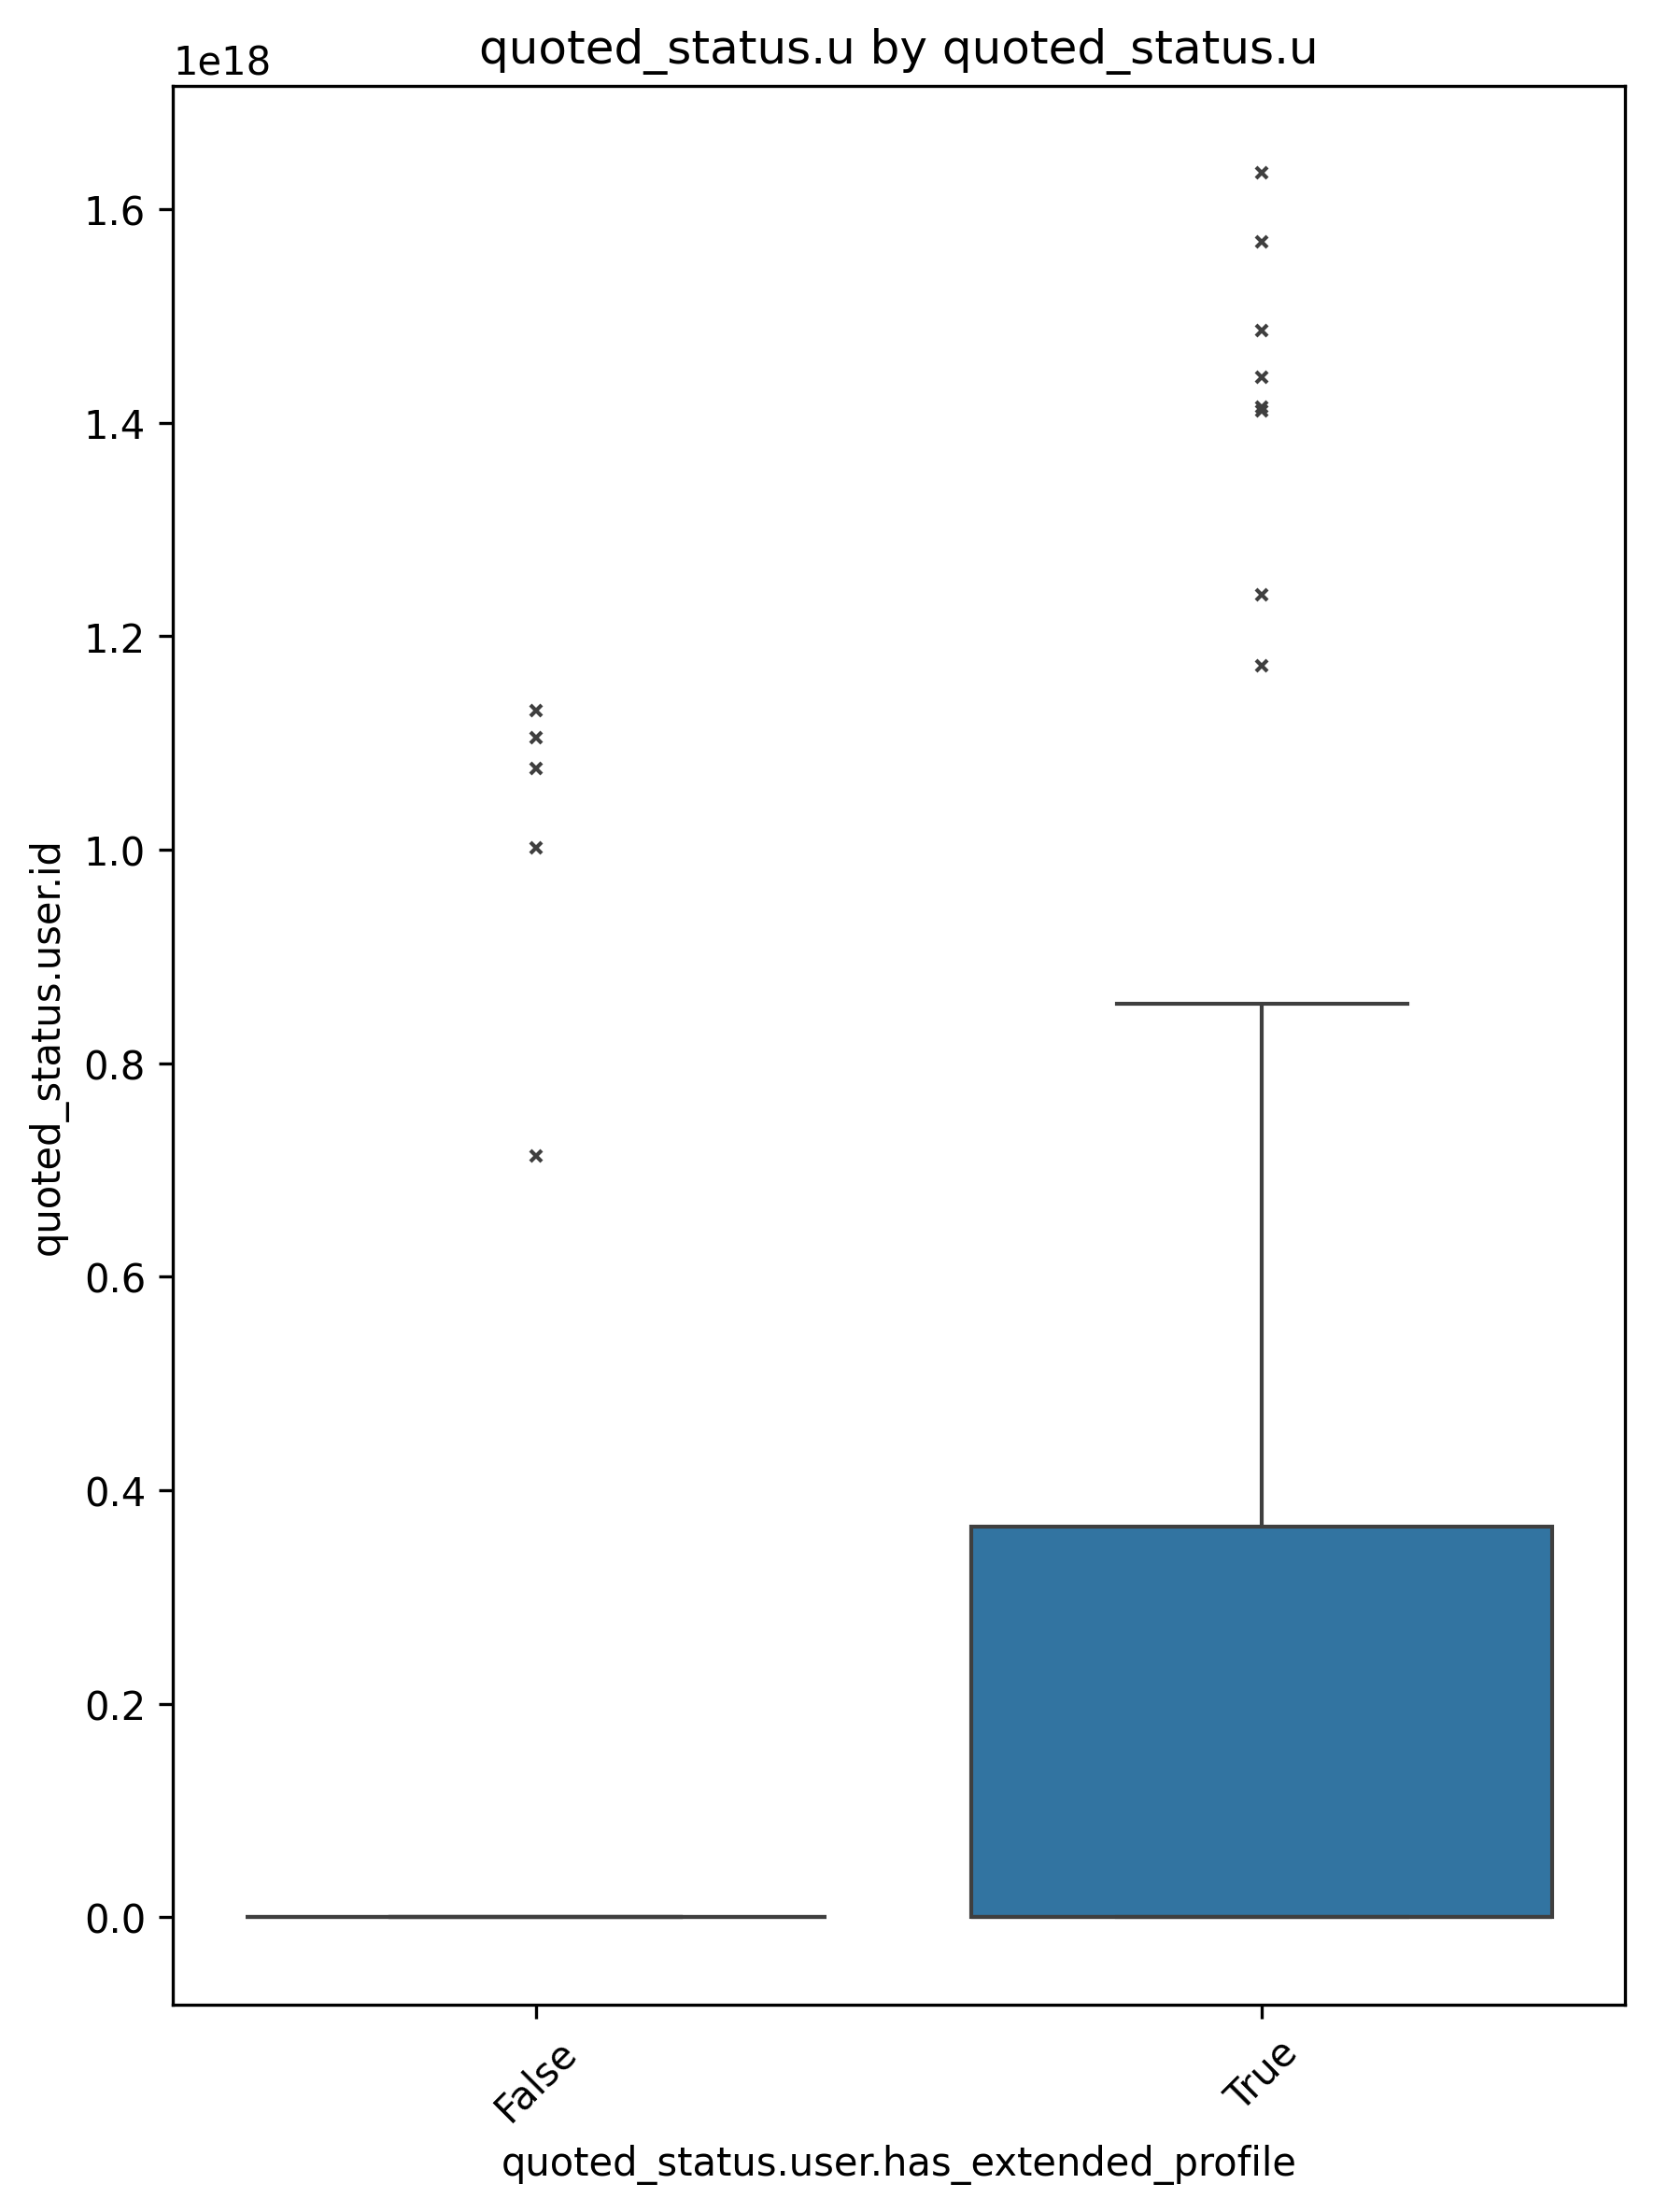 quoted_status.u by quoted_status.u
1e18
1.6
1.4
1.2
1.0
0.8
0.6
0.4
0.2
0.0
quoted_status.user.id
False
True
quoted_status.user.has_extended_profile